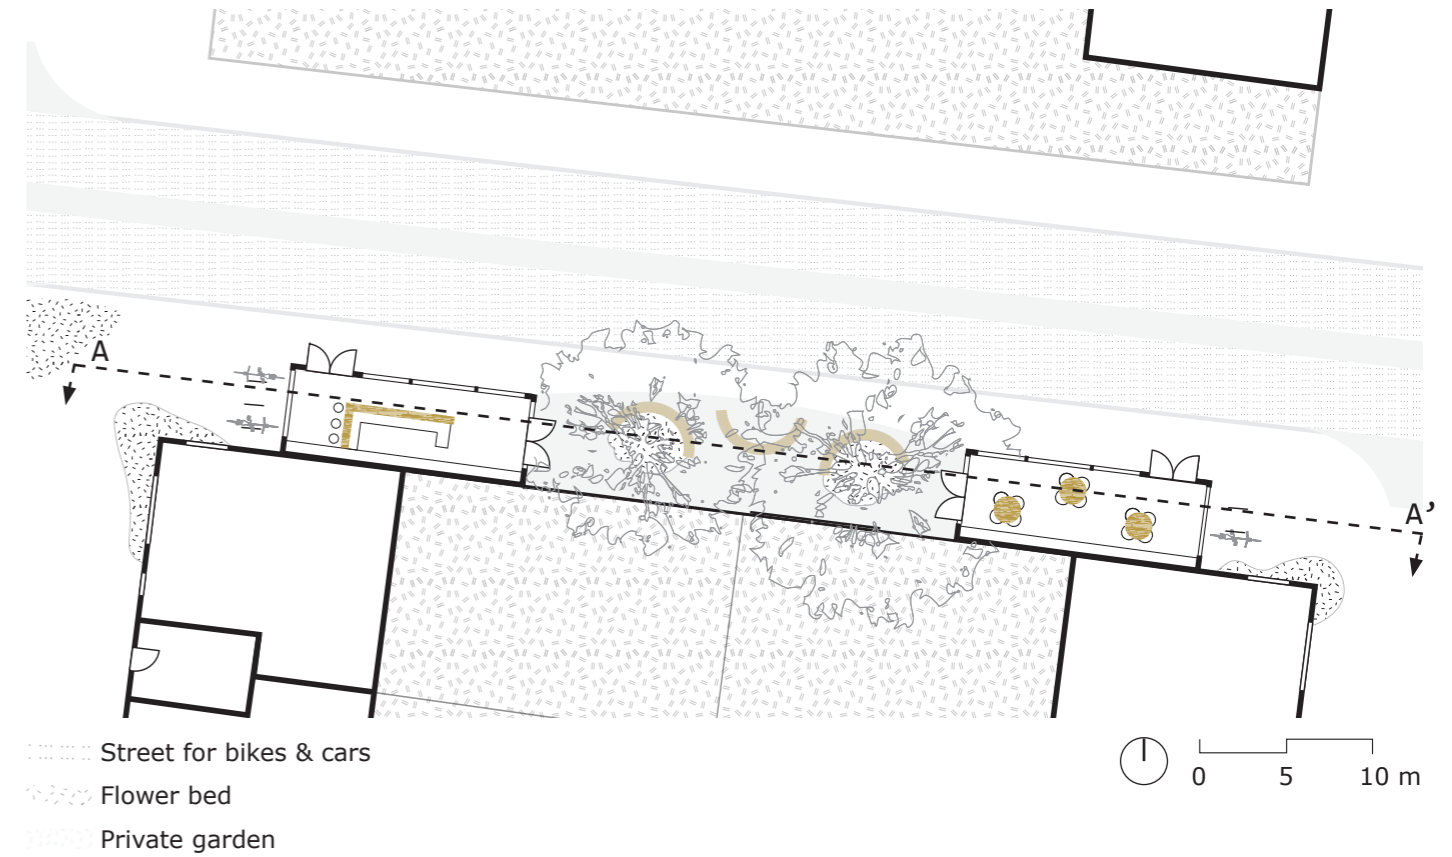 A
A’
Street for bikes & cars
Flower bed
Private garden
0 5 10 m